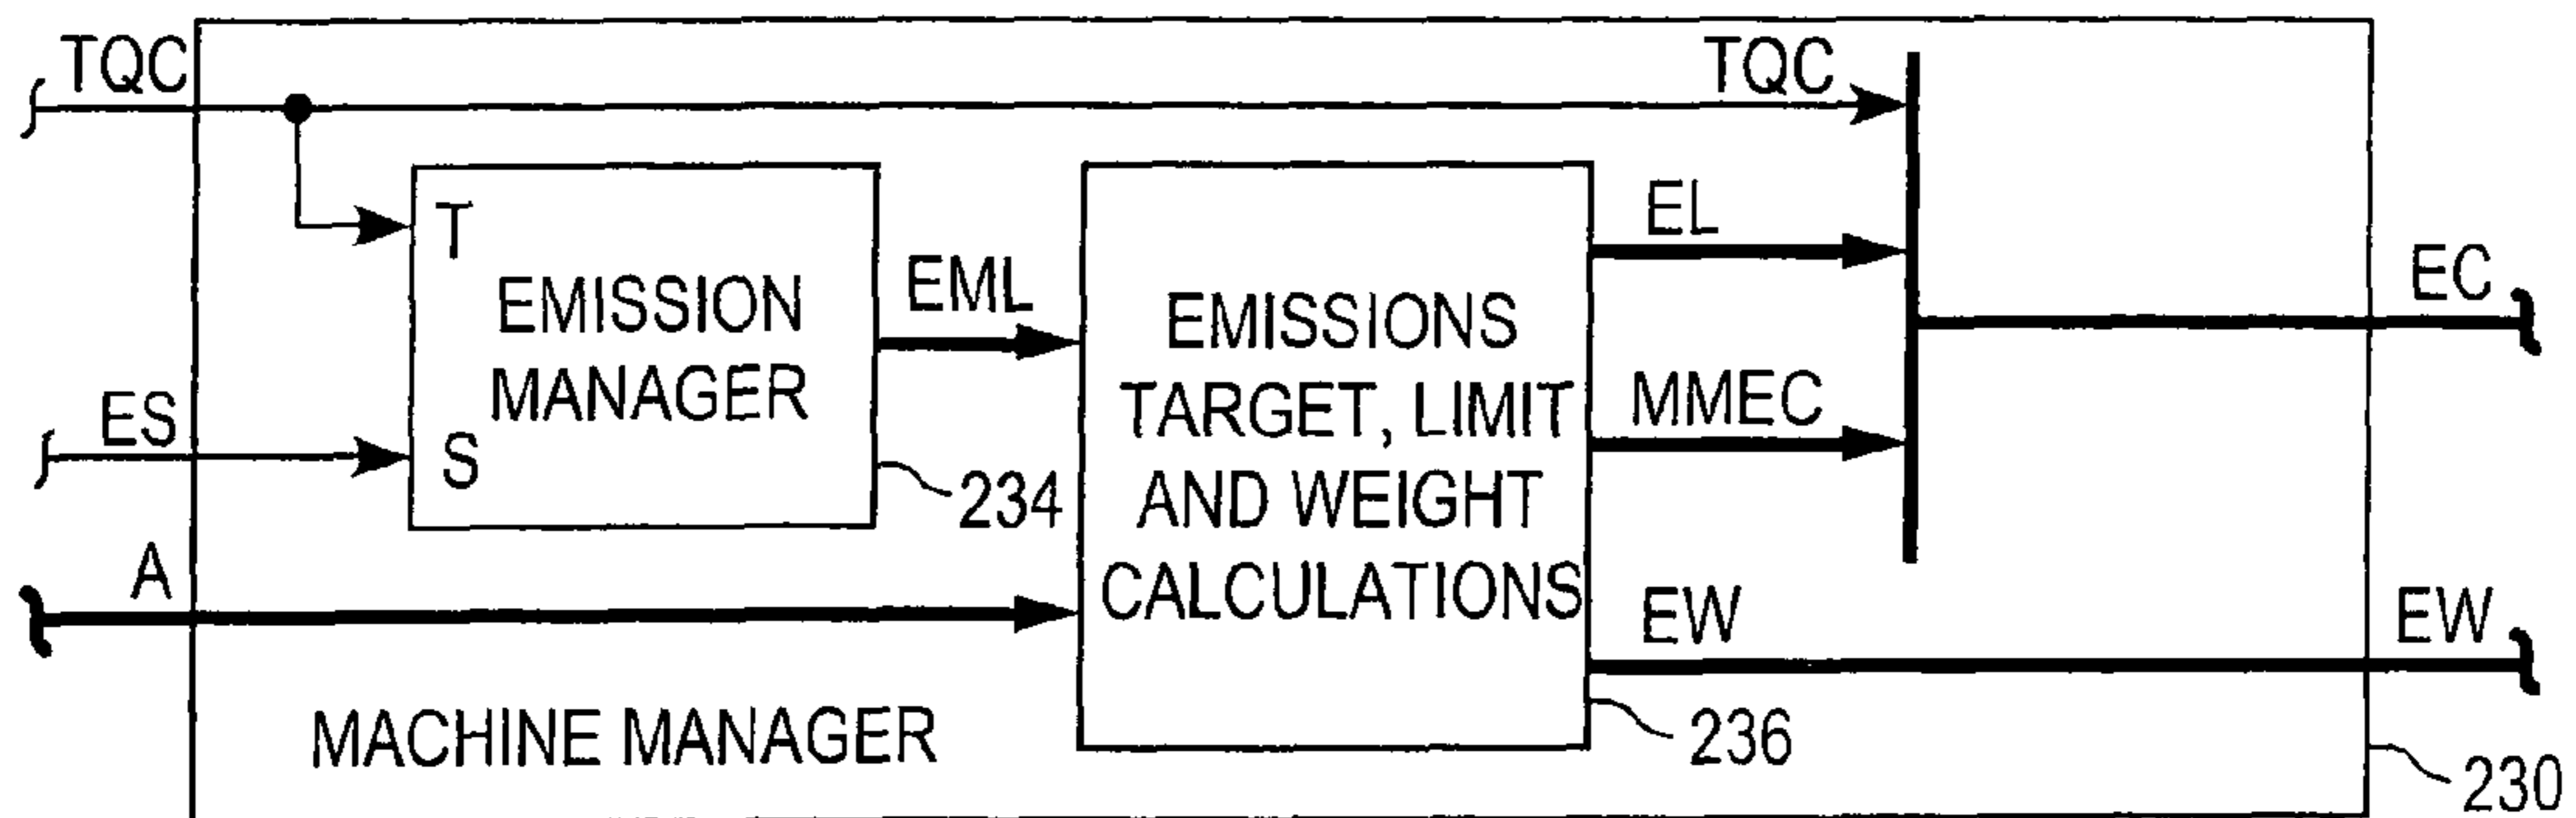 TQC
TQC
T
EMISSION
MANAGER
S
234
ES
A
EML
EMISSIONS
TARGET, LIMIT
AND WEIGHT
CALCULATIONS
236
EL
MMEC
EW
EC
EW
MACHINE MANAGER
230